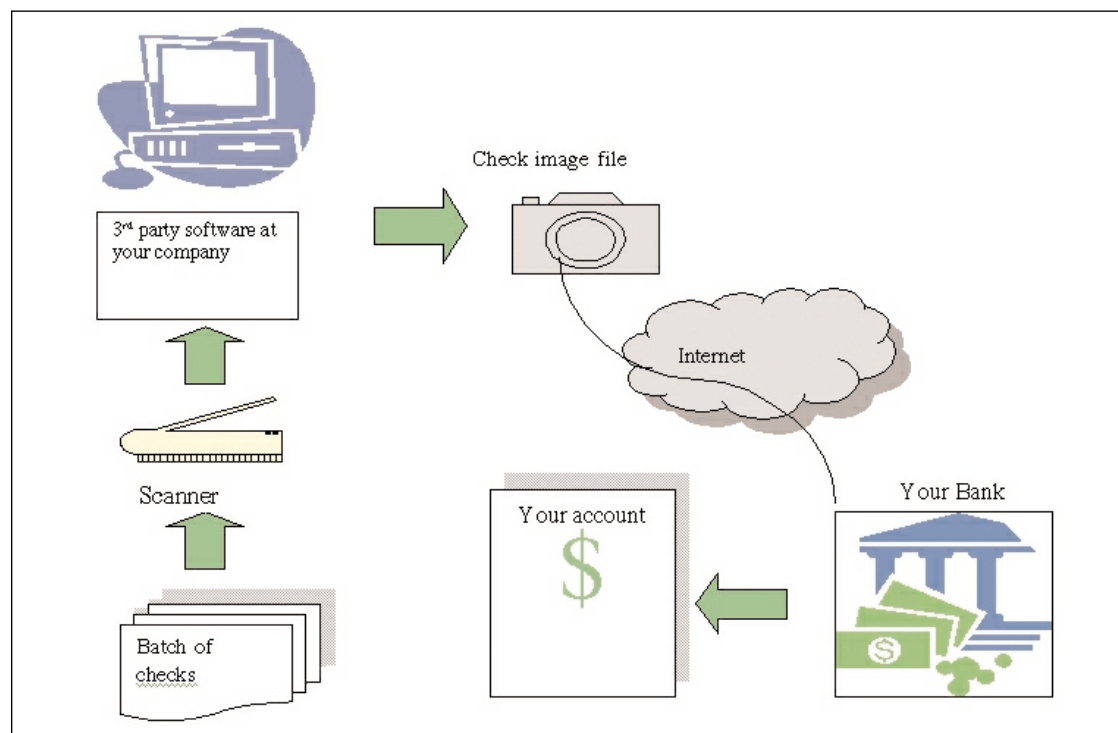 Check image file
3rd party software at
your company
Internet
Scanner
Your Bank
Your account
$
$
Batch of
checks